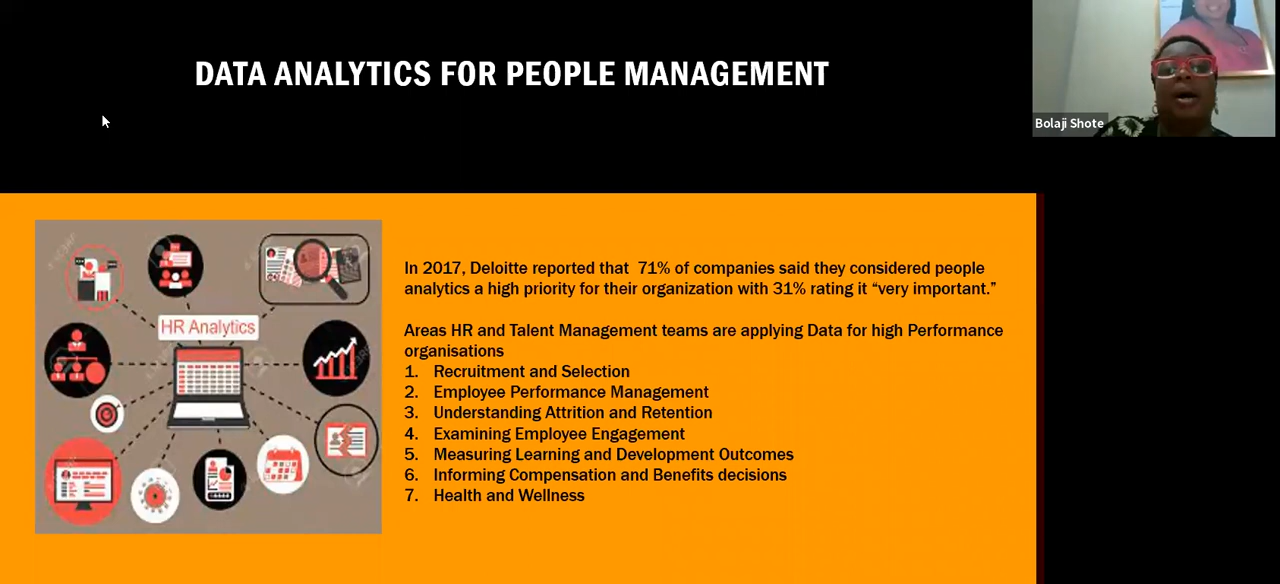 DATA ANALYTICS FOR PEOPLE MANAGEMENT
Bolaji Shote
HR Analytics
In 2017, Deloitte reported that 71% of companies said they considered people
analytics a high priority for their organization with 31% rating it “very important.”
Areas HR and Talent Management teams are applying Data for high Performance
organisations
1. Recruitment and Selection
2. Employee Performance Management
3. Understanding Attrition and Retention
4. Examining Employee Engagement
5. Measuring Learning and Development Outcomes
6. Informing Compensation and Benefits decisions
7. Health and Wellness